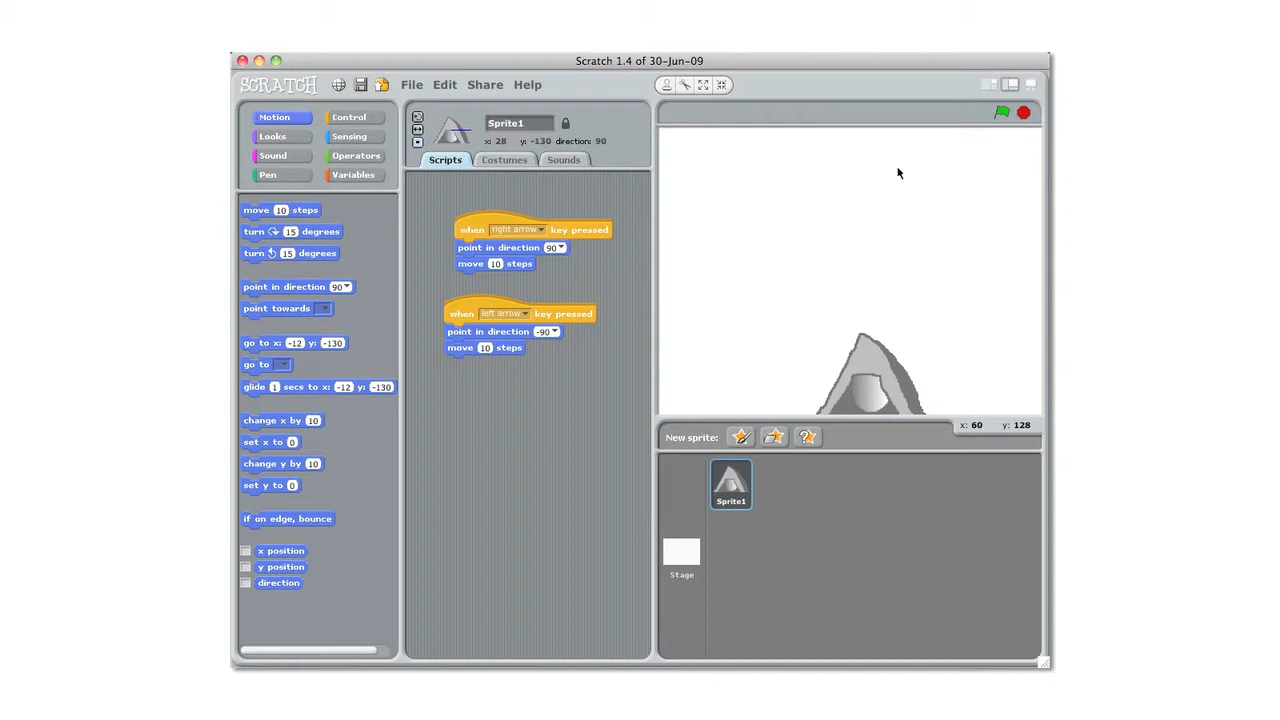 Scratch 1.4 of 30-Jun-09
SCRATCH File Edit Share Help
Motion Control
Looks Sensing
Sound Operators
Pen Variables
Sprite1
x: 28 y: -130 direction: 90
Scripts Costumes Sounds
move 10 steps
turn 15 degrees
turn 15 degrees
point in direction 90
point towards
go to x: -12 y: -130
go to
glide 1 secs to x: -12 y: -130
change x by 10
set x to 0
change y by 10
set y to 0
if on edge, bounce
x position
y position
direction
when right arrow key pressed
point in direction 90
move 10 steps
when left arrow key pressed
point in direction -90
move 10 steps
x: 60 y: 128
New sprite:
Sprite1
Stage